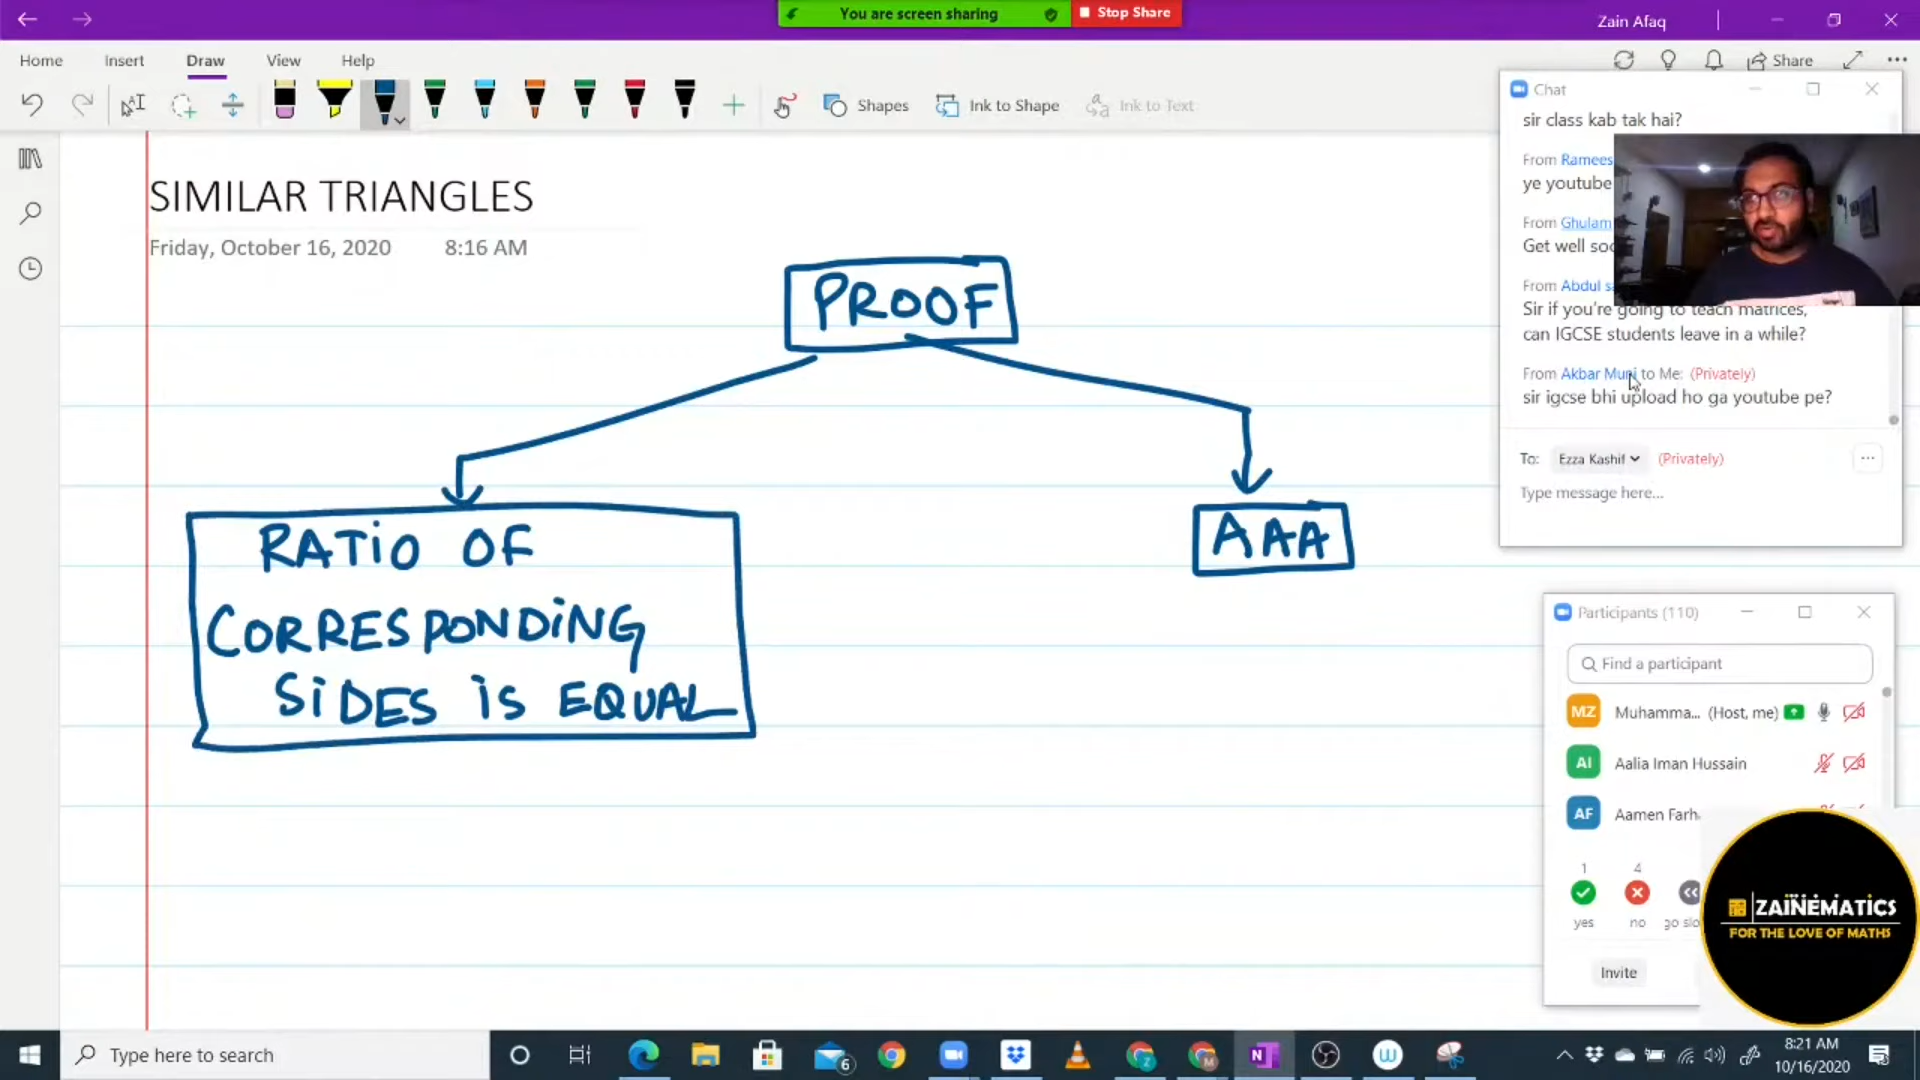 You are screen sharing
Stop Share
Zain Afaq
Home Insert Draw View Help
Share
Shapes
Ink to Shape
Ink to Text
SIMILAR TRIANGLES
Friday, October 16, 2020 8:16 AM
PROOF
RATIO OF
CORRESPONDING
SIDES IS EQUAL
AAA
Chat
sir class kab tak hai?
From Ramees
ye youtube
From Ghulam
Get well
From Abdul
Sir if you're going to teach matrices,
can IGCSE students leave in a while?
From Akbar to Me: (Privately)
sir igcse bhi upload ho ga youtube pe?
To: Ezza Kashif (Privately)
Type message here...
Participants (110)
Find a participant
MZ Muhamma... (Host, me)
AI Aalia Iman Hussain
AF Aamen Farh
1 4
yes no go
Invite
ZAINEMATICS
FOR THE LOVE OF MATHS
Type here to search
6
8:21 AM
10/16/2020